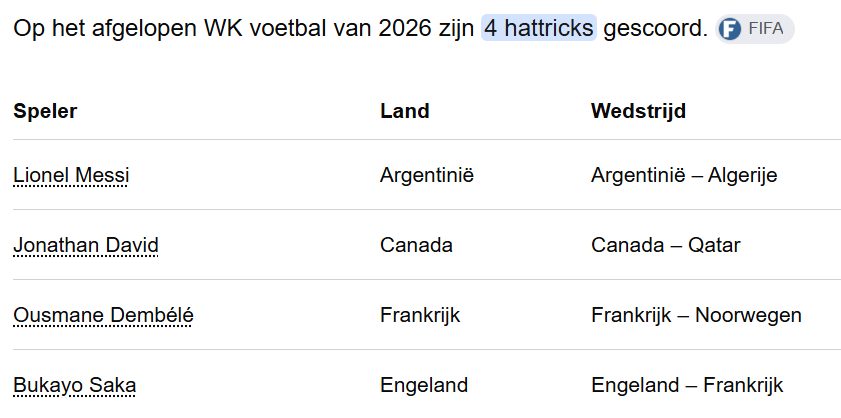 Op het afgelopen WK voetbal van 2026 zijn 4 hattricks gescoord. F FIFA
Speler Land Wedstrijd
Lionel Messi Argentinië Argentinië – Algerije
Jonathan David Canada Canada – Qatar
Ousmane Dembélé Frankrijk Frankrijk – Noorwegen
Bukayo Saka Engeland Engeland – Frankrijk